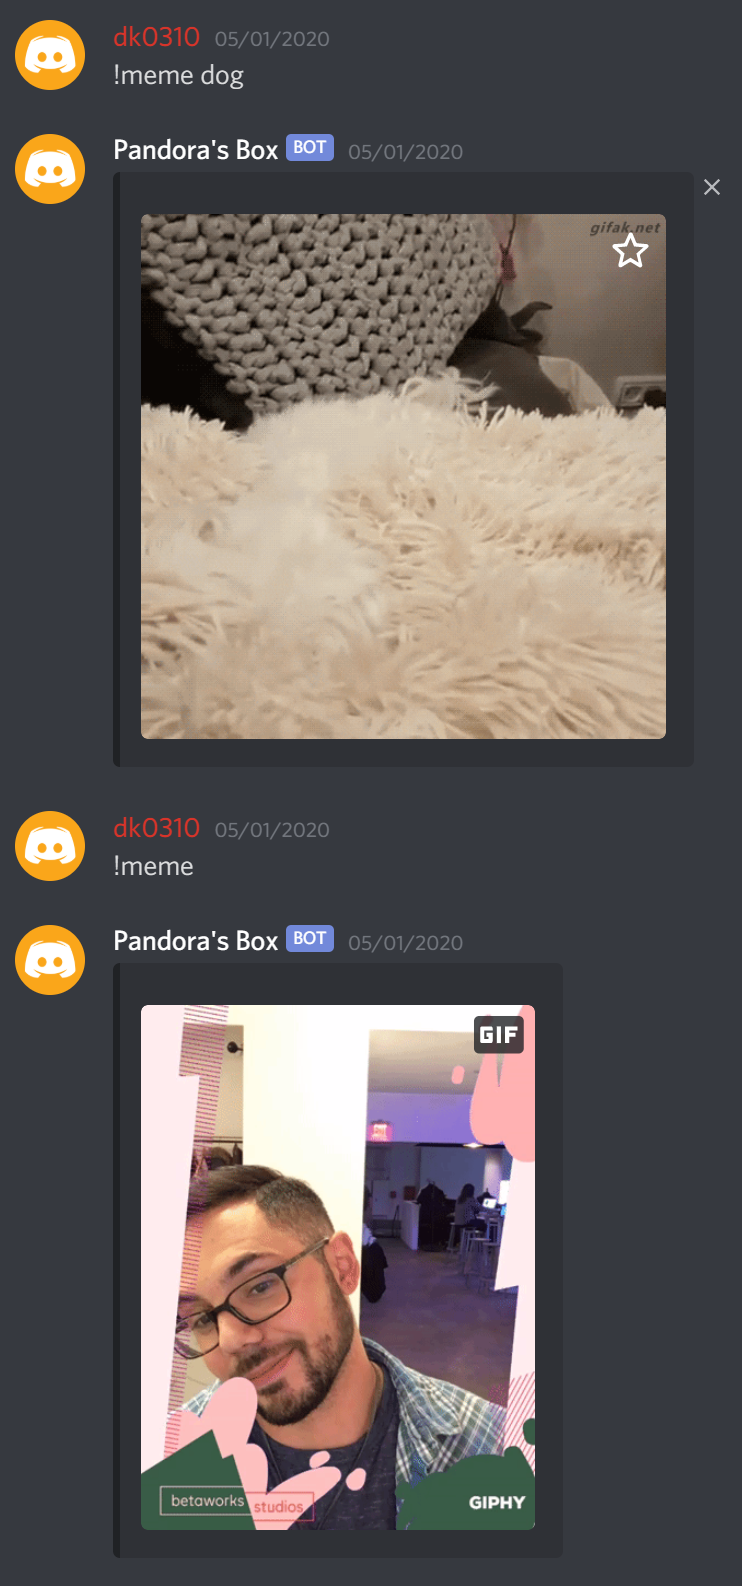 dk0310 05/01/2020
!meme dog
Pandora's Box BOT 05/01/2020
gifak.net
dk0310 05/01/2020
!meme
Pandora's Box BOT 05/01/2020
GIF
betaworks
studios
GIPHY